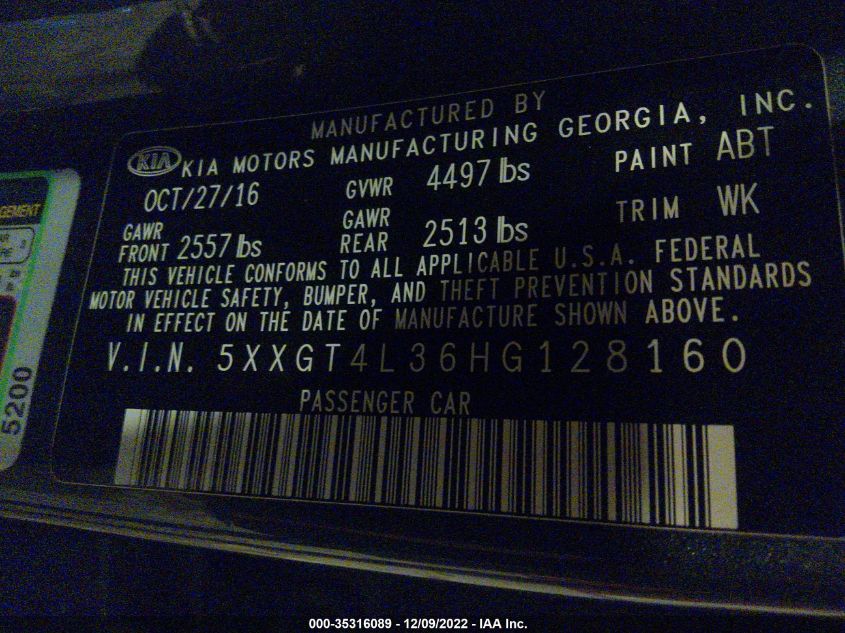 MANUFACTURED BY
KIA KIA MOTORS MANUFACTURING GEORGIA, INC.
OCT/27/16 GVWR 4497 lbs PAINT ABT
GAWR FRONT 2557 lbs GAWR REAR 2513 lbs TRIM WK
THIS VEHICLE CONFORMS TO ALL APPLICABLE U.S.A. FEDERAL
MOTOR VEHICLE SAFETY, BUMPER, AND THEFT PREVENTION STANDARDS
IN EFFECT ON THE DATE OF MANUFACTURE SHOWN ABOVE.
V.I.N. 5XXGT4L36HG128160
PASSENGER CAR
GEMENT
5200
000-35316089 - 12/09/2022 - IAA Inc.